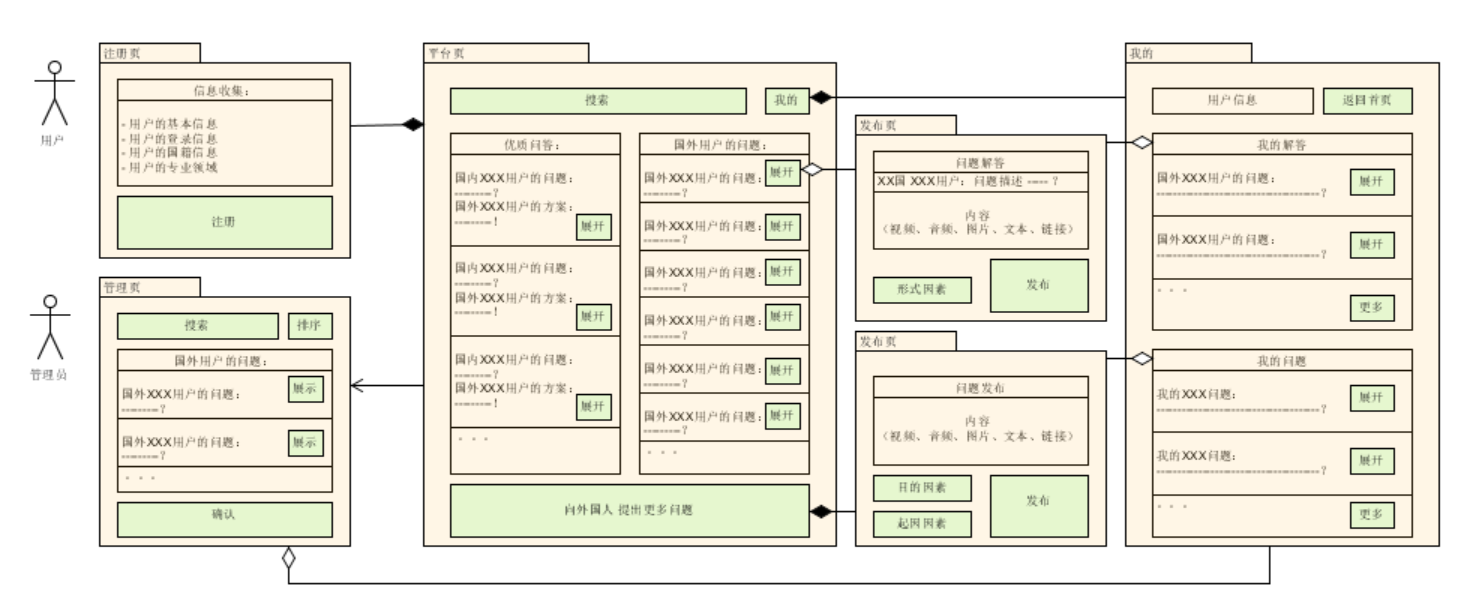 用户
注册页
信息收集：
- 用户的基本信息
- 用户的登录信息
- 用户的国籍信息
- 用户的专业领域
注册
管理员
管理页
搜索
排序
国外用户的问题：
国外XXX用户的问题：
--------？
展示
国外XXX用户的问题：
--------？
展示
。。。
确认
平台页
搜索
我的
优质问答：
国内XXX用户的问题：
--------？
国外XXX用户的方案：
--------！
展开
国内XXX用户的问题：
--------？
国外XXX用户的方案：
--------！
展开
国内XXX用户的问题：
--------？
国外XXX用户的方案：
--------！
展开
。。。
国外用户的问题：
国外XXX用户的问题：
--------？
展开
国外XXX用户的问题：
--------？
展开
国外XXX用户的问题：
--------？
展开
国外XXX用户的问题：
--------？
展开
国外XXX用户的问题：
--------？
展开
国外XXX用户的问题：
--------？
展开
。。。
向外国人 提出更多问题
发布页
问题解答
XX国 XXX用户： 问题描述 ----？
内容
（视频、音频、图片、文本、链接）
形式因素
发布
发布页
问题发布
内容
（视频、音频、图片、文本、链接）
目的因素
起因因素
发布
我的
用户信息
返回首页
我的解答
国外XXX用户的问题：
------------------------------------？
展开
国外XXX用户的问题：
------------------------------------？
展开
。。。
更多
我的问题
我的XXX问题：
------------------------------------？
展开
我的XXX问题：
------------------------------------？
展开
。。。
更多